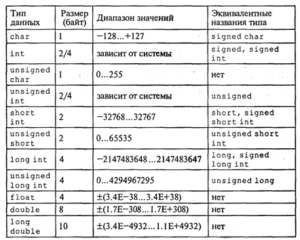 Тип данных Размер (байт) Диапазон значений Эквивалентные названия типа
char 1 −128...+127 signed char
int 2/4 зависит от системы signed, signed int
unsigned char 1 0...255 нет
unsigned int 2/4 зависит от системы unsigned
short int 2 −32768...32767 short, signed short int
unsigned short 2 0...65535 unsigned short int
long int 4 −2147483648...2147483647 long, signed long int
unsigned long int 4 0...4294967295 unsigned long
float 4 ±(3.4E−38...3.4E+38) нет
double 8 ±(1.7E−308...1.7E+308) нет
long double 10 ±(3.4E−4932...1.1E+4932) нет